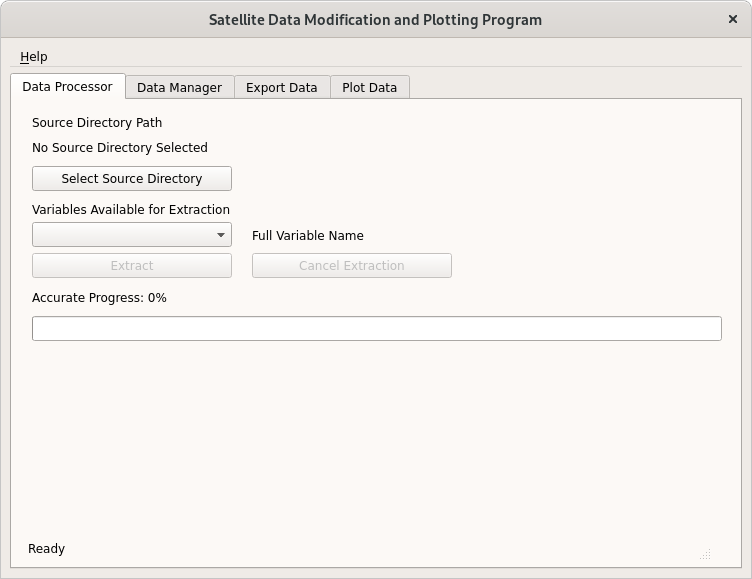 Satellite Data Modification and Plotting Program
Help
Data Processor Data Manager Export Data Plot Data
Source Directory Path
No Source Directory Selected
Select Source Directory
Variables Available for Extraction
Full Variable Name
Extract Cancel Extraction
Accurate Progress: 0%
Ready